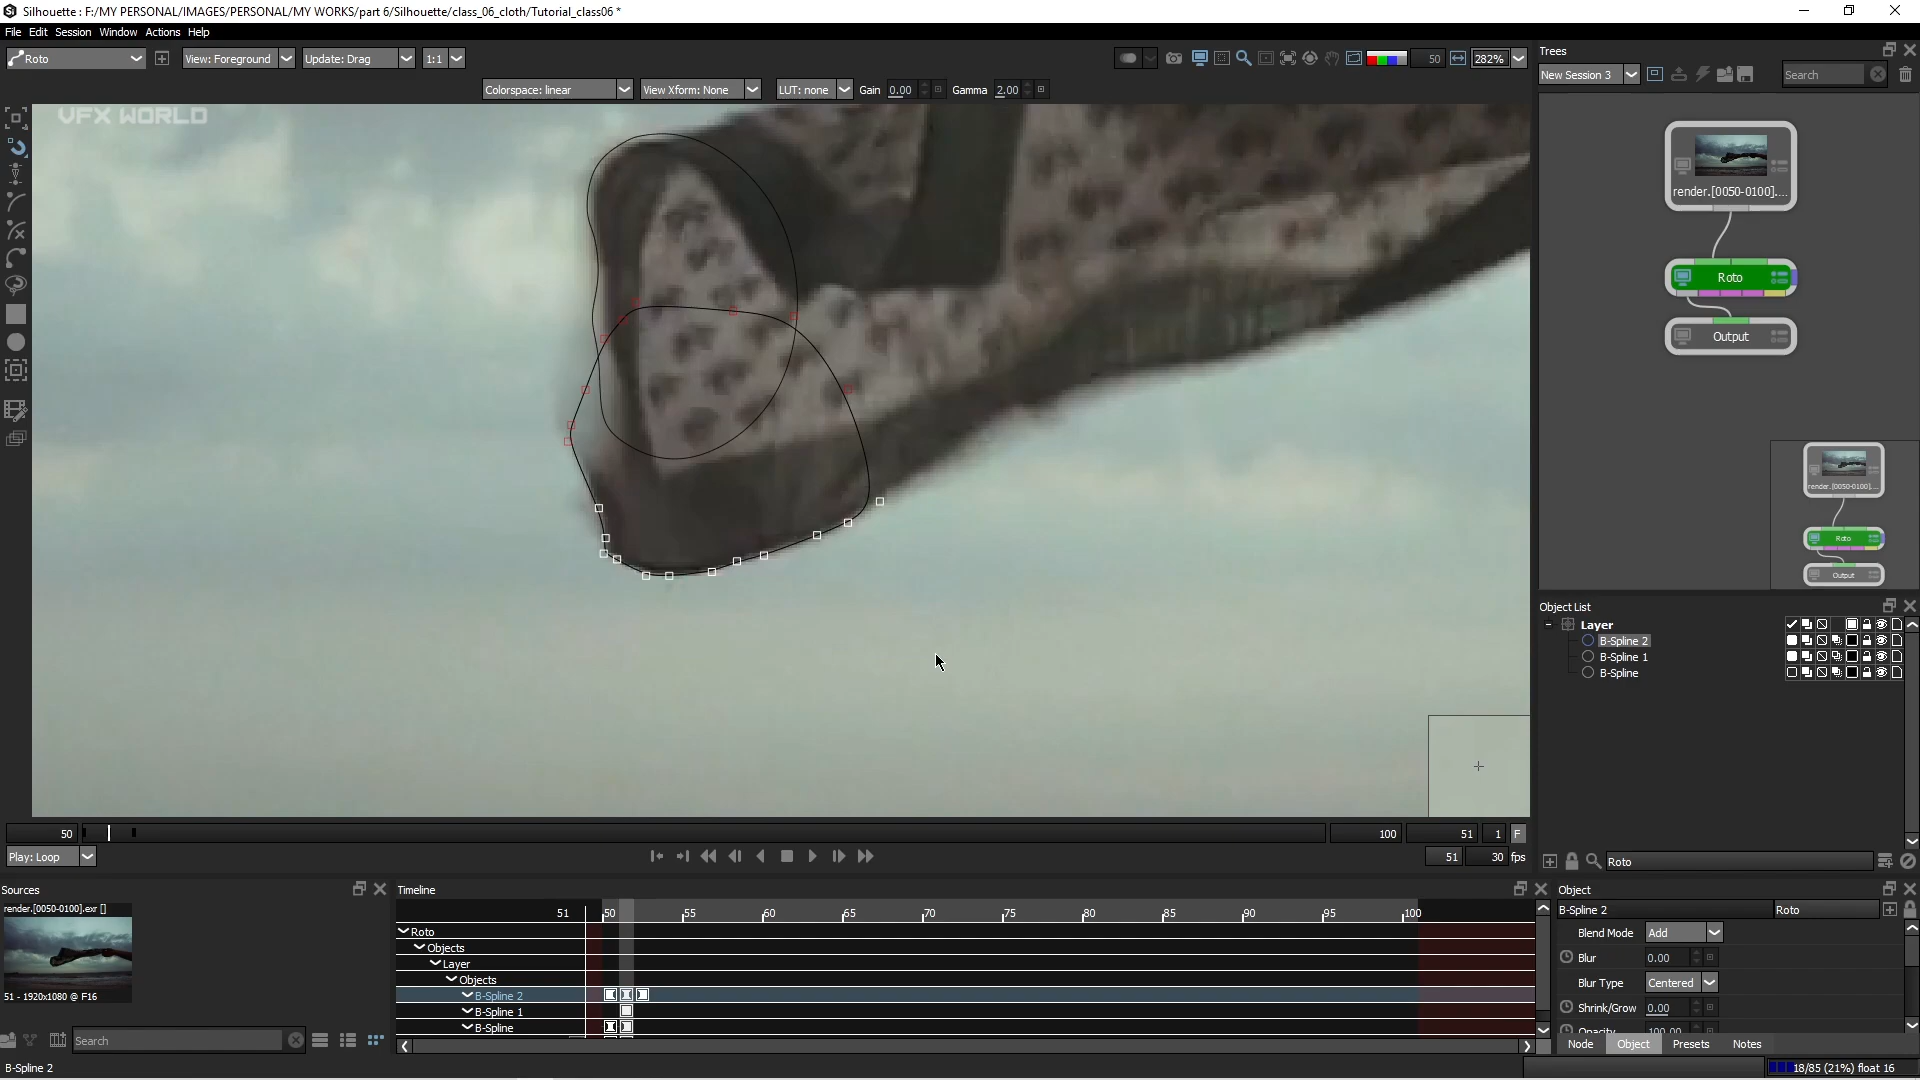 Silhouette : F:/MY PERSONAL/IMAGES/PERSONAL/MY WORKS/part 6/Silhouette/class_06_cloth/Tutorial_class06 *
File Edit Session Window Actions Help
Roto View: Foreground Update: Drag 1:1 50 282%
Colorspace: linear View Xform: None LUT: none Gain 0.00 Gamma 2.00
VFX WORLD
Trees
New Session 3 Search
render.[0050-0100]....
Roto
Output
render.[0050-0100]....
Roto
Output
Object List
Layer
B-Spline 2
B-Spline 1
B-Spline
Roto
50 100 51 1 F
Play: Loop 51 30 fps
Sources
render.[0050-0100].exr []
51 - 1920x1080 @ F16
Search
B-Spline 2
Timeline
51 50 55 60 65 70 75 80 85 90 95 100
Roto
Objects
Layer
Objects
B-Spline 2
B-Spline 1
B-Spline
Object
B-Spline 2 Roto
Blend Mode Add
Blur 0.00
Blur Type Centered
Shrink/Grow 0.00
Opacity 100.00
Node Object Presets Notes
18/85 (21%) float 16